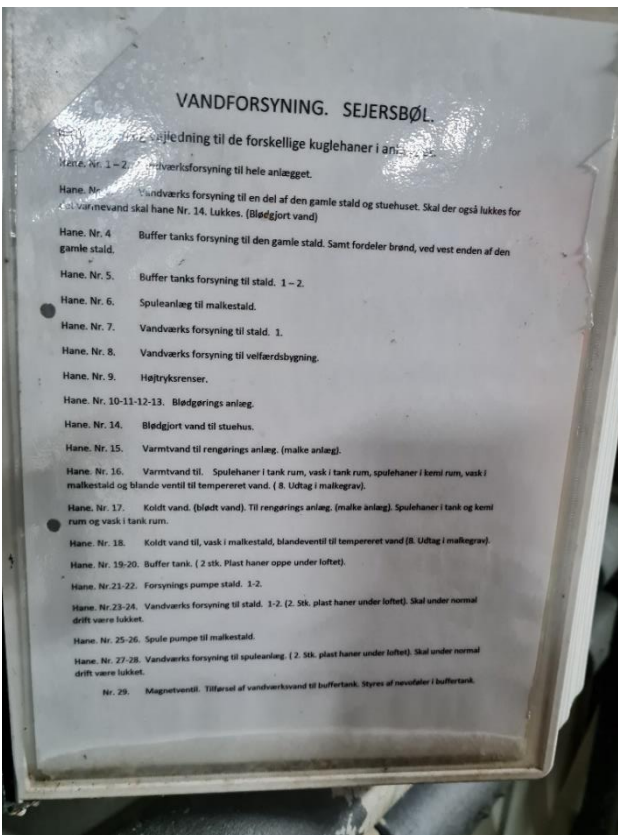 VANDFORSYNING. SEJERSBØL.
vejledning til de forskellige kuglehaner i
Hane. Nr. 1 – 2. Vandværksforsyning til hele anlægget.
Hane. Vandværks forsyning til en del af den gamle stald og stuehuset. Skal der også lukkes for
varmevand skal hane Nr. 14. Lukkes. (Blødgjort vand)
Hane. Nr. 4 Buffer tanks forsyning til den gamle stald. Samt fordeler brønd, ved vest enden af den
gamle stald.
Hane. Nr. 5. Buffer tanks forsyning til stald. 1 – 2.
Hane. Nr. 6. Spuleanlæg til malkestald.
Hane. Nr. 7. Vandværks forsyning til stald. 1.
Hane. Nr. 8. Vandværks forsyning til velfærdsbygning.
Hane. Nr. 9. Højtryksrenser.
Hane. Nr. 10-11-12-13. Blødgørings anlæg.
Hane. Nr. 14. Blødgjort vand til stuehus.
Hane. Nr. 15. Varmtvand til rengørings anlæg. (malke anlæg).
Hane. Nr. 16. Varmtvand til. Spulehaner i tank rum, vask i tank rum, spulehaner i kemi rum, vask i
malkestald og blande ventil til tempereret vand. ( 8. Udtag i malkegrav).
Hane. Nr. 17. Koldt vand. (blødt vand). Til rengørings anlæg. (malke anlæg). Spulehaner i tank og kemi
rum og vask i tank rum.
Hane. Nr. 18. Koldt vand til, vask i malkestald, blandeventil til tempereret vand (8. Udtag i malkegrav).
Hane. Nr. 19-20. Buffer tank. ( 2 stk. Plast haner oppe under loftet).
Hane. Nr.21-22. Forsynings pumpe stald. 1-2.
Hane. Nr.23-24. Vandværks forsyning til stald. 1-2. (2. Stk. plast haner under loftet). Skal under normal
drift være lukket.
Hane. Nr. 25-26. Spule pumpe til malkestald.
Hane. Nr. 27-28. Vandværks forsyning til spuleanlæg. ( 2. Stk. plast haner under loftet). Skal under normal
drift være lukket.
Nr. 29. Magnetventil. Tilførsel af vandværksvand til buffertank. Styres af nevoføler i buffertank.